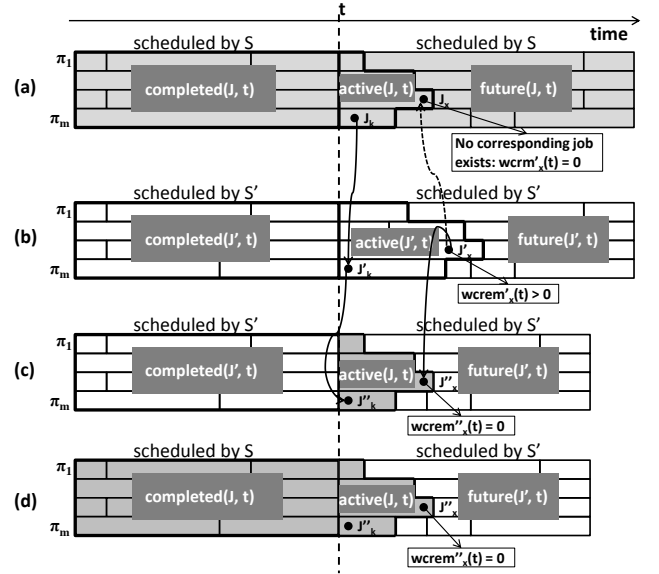 t
time
scheduled by S scheduled by S
π1
(a) completed(J, t) active(J, t) future(J, t)
Jx
πm Jk
No corresponding job
exists: wcrm'x(t) = 0
scheduled by S' scheduled by S'
π1
(b) completed(J', t) active(J', t) future(J', t)
J'x
πm J'k
wcrem'x(t) > 0
scheduled by S' scheduled by S'
π1
(c) completed(J', t) active(J, t) future(J', t)
J''x
πm J''k
wcrem''x(t) = 0
scheduled by S scheduled by S'
π1
(d) completed(J, t) active(J, t) future(J', t)
J''x
πm J''k
wcrem''x(t) = 0